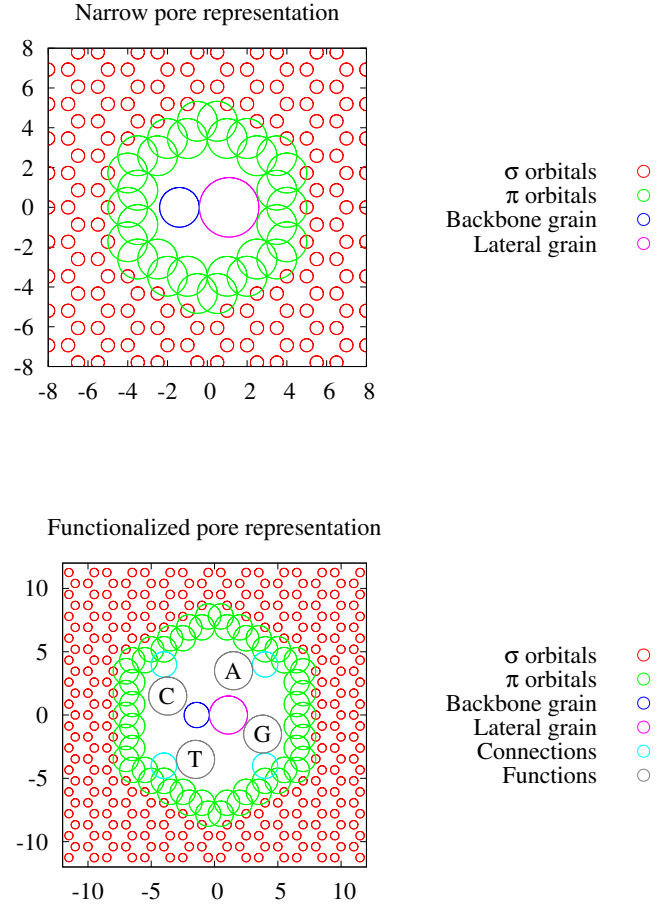 Narrow pore representation
8
6
4
2
0
-2
-4
-6
-8
-8 -6 -4 -2 0 2 4 6 8
σ orbitals
π orbitals
Backbone grain
Lateral grain
Functionalized pore representation
10
5
0
-5
-10
-10 -5 0 5 10
A
C
G
T
σ orbitals
π orbitals
Backbone grain
Lateral grain
Connections
Functions